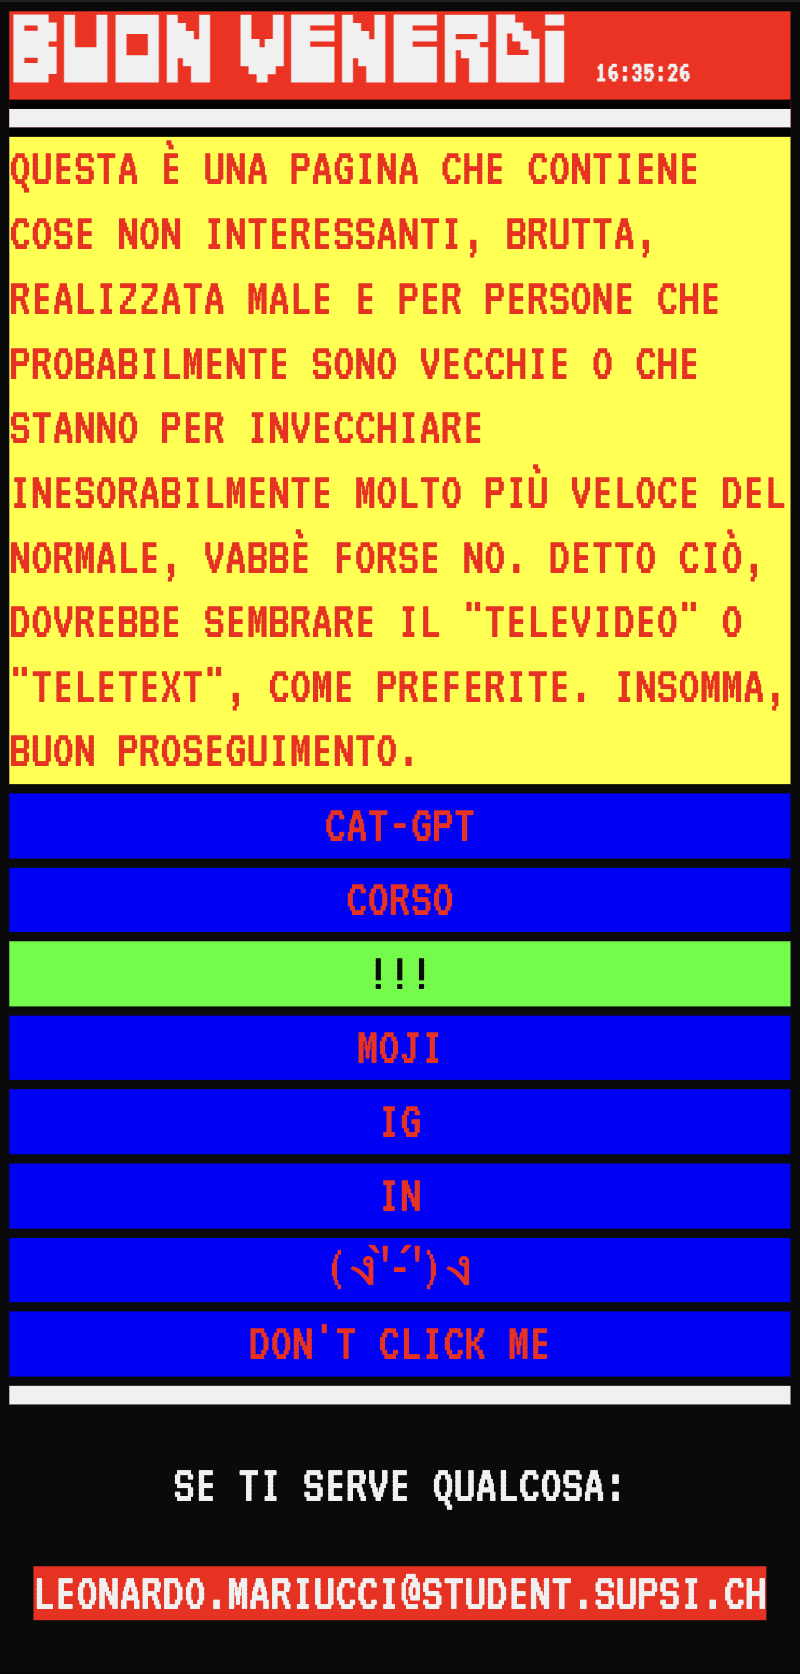 BUON VENERDì 16:35:26
QUESTA È UNA PAGINA CHE CONTIENE
COSE NON INTERESSANTI, BRUTTA,
REALIZZATA MALE E PER PERSONE CHE
PROBABILMENTE SONO VECCHIE O CHE
STANNO PER INVECCHIARE
INESORABILMENTE MOLTO PIÙ VELOCE DEL
NORMALE, VABBÈ FORSE NO. DETTO CIÒ,
DOVREBBE SEMBRARE IL "TELEVIDEO" O
"TELETEXT", COME PREFERITE. INSOMMA,
BUON PROSEGUIMENTO.
CAT-GPT
CORSO
!!!
MOJI
IG
IN
(ง'̀-'́)ง
DON'T CLICK ME
SE TI SERVE QUALCOSA:
LEONARDO.MARIUCCI@STUDENT.SUPSI.CH